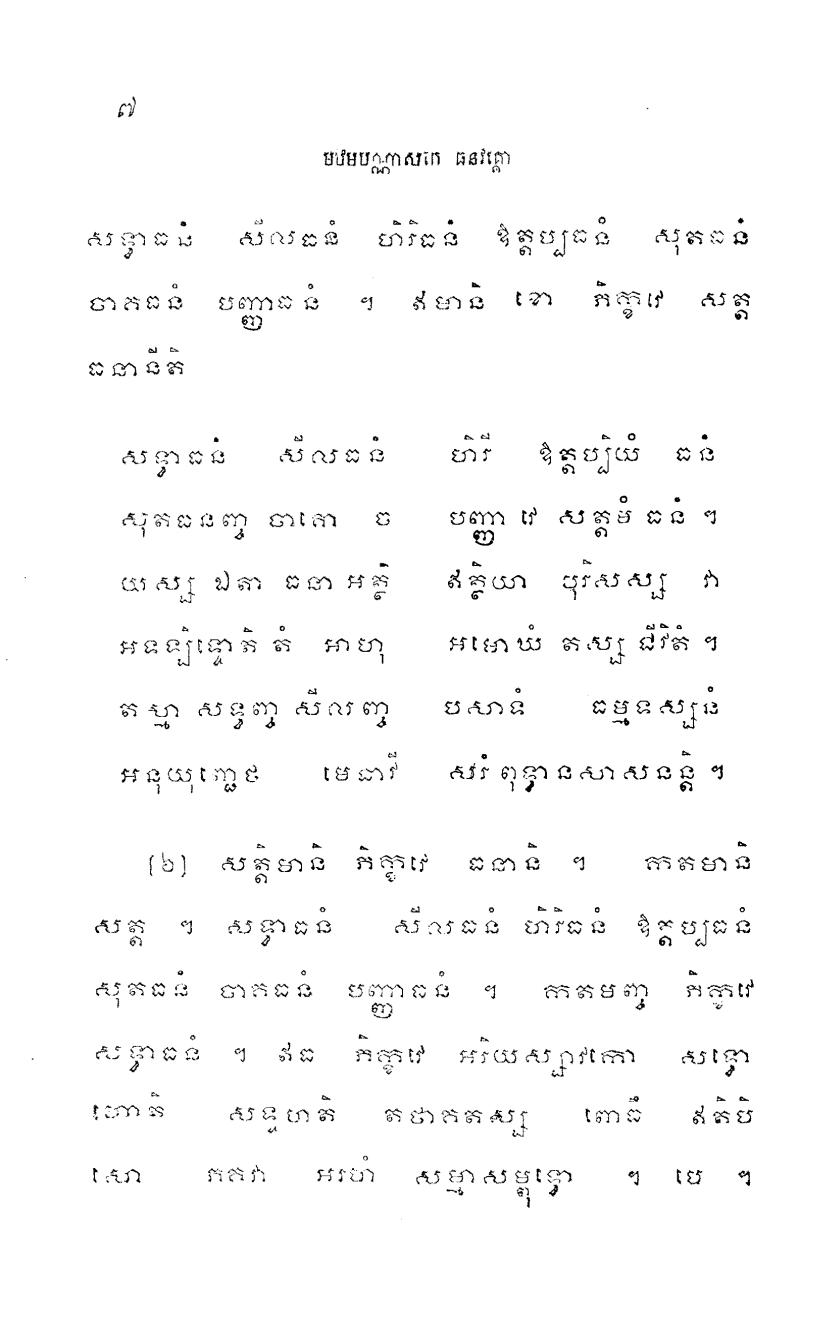 ៧
មឋមបណ្ណាសកេ ធនវគ្គោ
សទ្ធាធនំ សីលធនំ ហិរិធនំ ឱត្តប្បធនំ សុតធនំ
ចាគធនំ បញ្ញាធនំ ។ ឥមានិ ខោ ភិក្ខវេ សត្ត
ធនានីតិ
សទ្ធាធនំ សីលធនំ ហិរី ឱត្តប្បិយំ ធនំ
សុតធនញ្ច ចាគោ ច បញ្ញា វេ សត្តមំ ធនំ ។
យស្ស ឯតា ធនា អត្ថិ ឥត្ថិយា បុរិសស្ស វា
អទឡិទ្ទោតិ តំ អាហុ អមោឃំ តស្ស ជីវិតំ ។
តស្មា សទ្ធញ្ច សីលញ្ច បសាទំ ធម្មទស្សនំ
អនុយុញ្ជេថ មេធាវី សរំ ពុទ្ធានសាសនន្តិ ។
[៦] សត្តិមានិ ភិក្ខវេ ធនានិ ។ កតមានិ
សត្ត ។ សទ្ធាធនំ សីលធនំ ហិរិធនំ ឱត្តប្បធនំ
សុតធនំ ចាគធនំ បញ្ញាធនំ ។ កតមញ្ច ភិក្ខវេ
សទ្ធាធនំ ។ ឥធ ភិក្ខវេ អរិយស្សាវកោ សទ្ធោ
ហោតិ សទ្ទហតិ តថាគតស្ស ពោធឹ ឥតិបិ
សោ ភគវា អរហំ សម្មាសម្ពុទ្ធោ ។ បេ ។